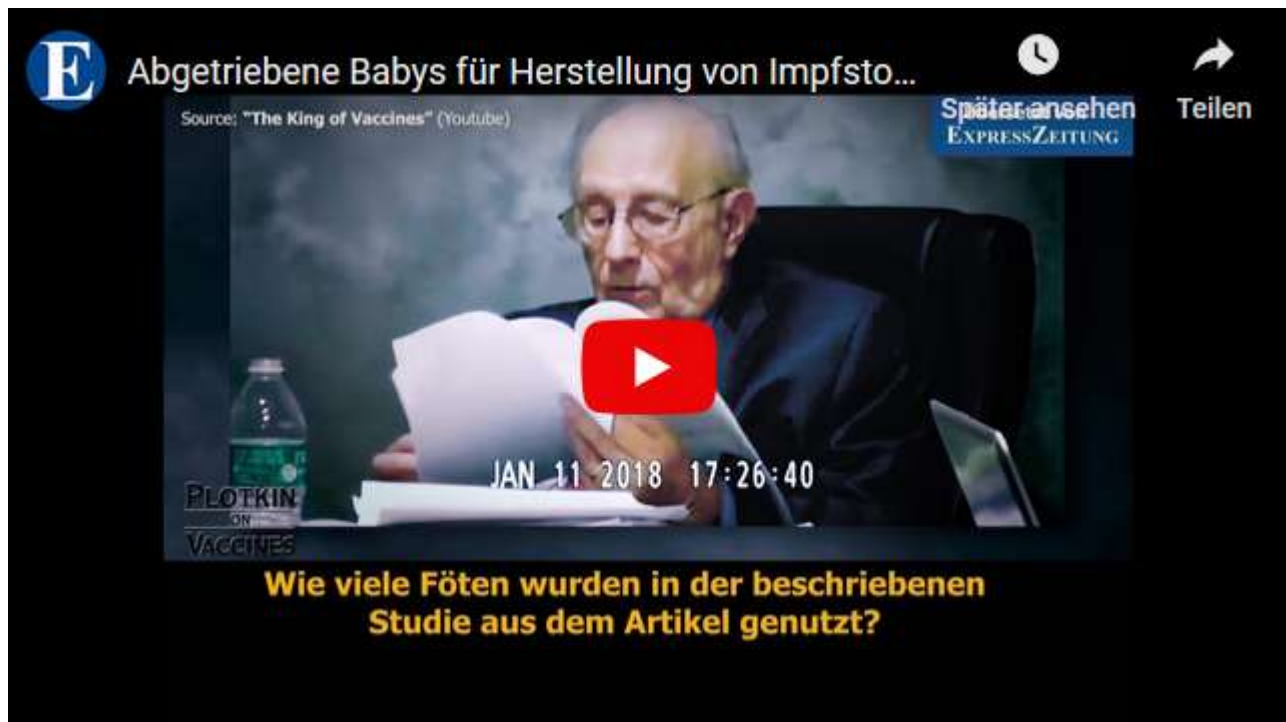 E
Abgetriebene Babys für Herstellung von Impfsto...
Später ansehen
Teilen
Source: "The King of Vaccines" (Youtube)
EXPRESSZEITUNG
JAN 11 2018 17:26:40
PLOTKIN
ON
VACCINES
Wie viele Föten wurden in der beschriebenen
Studie aus dem Artikel genutzt?